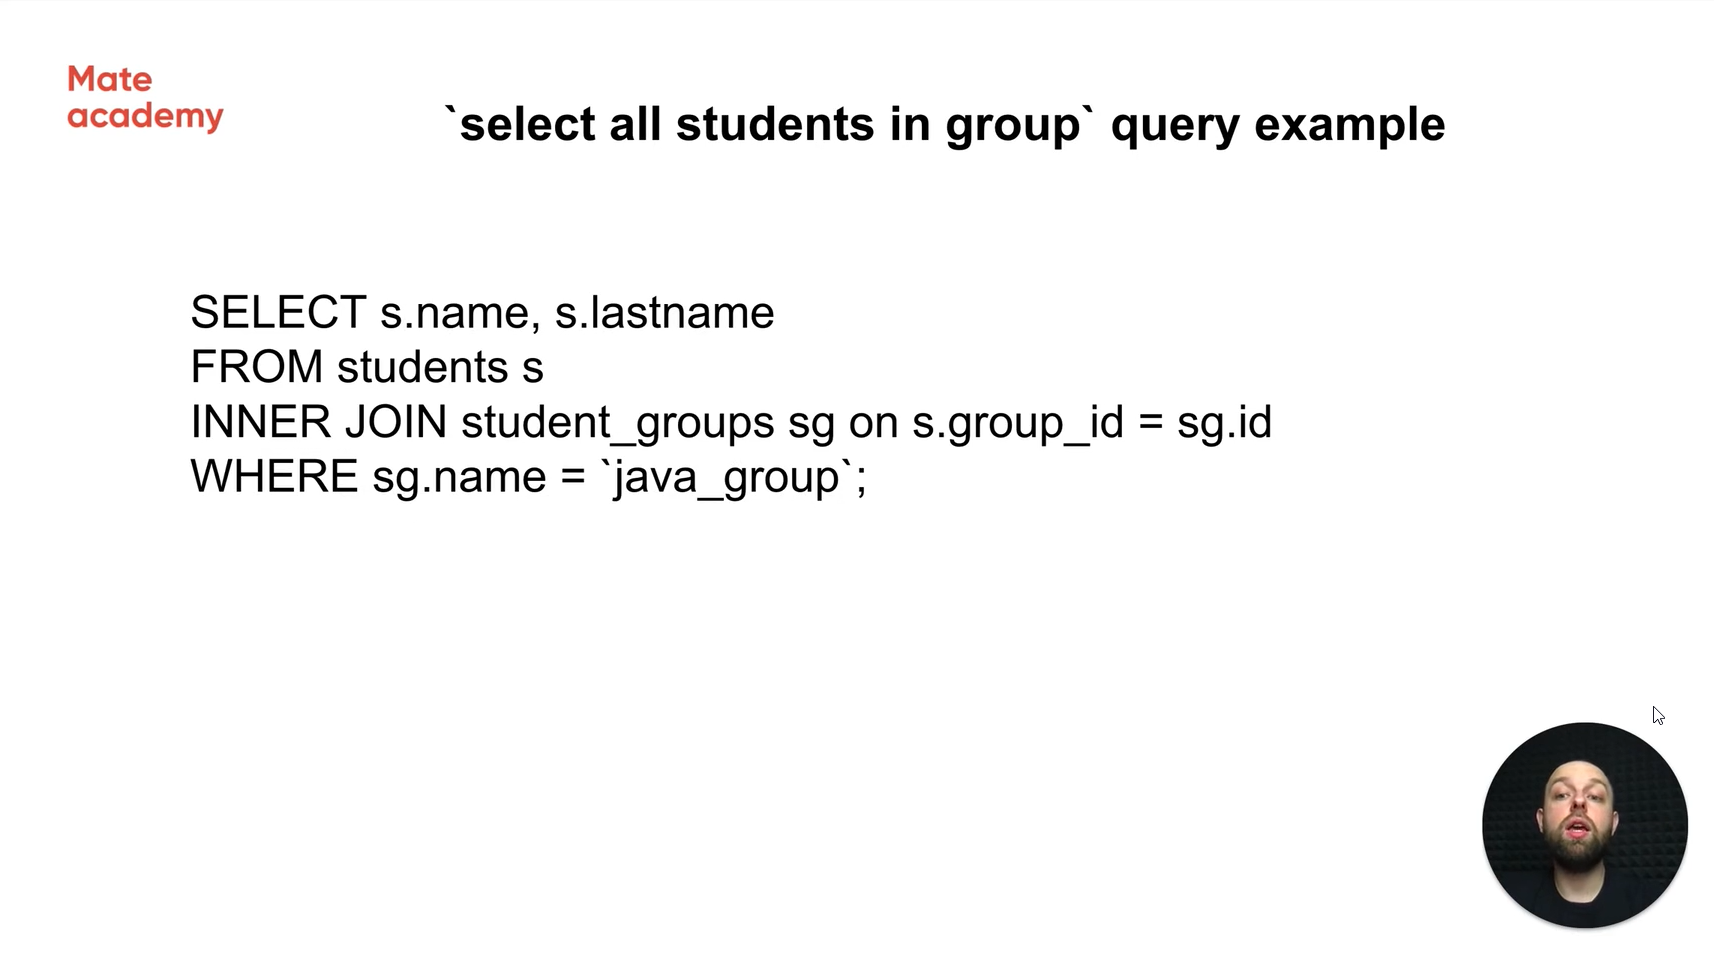 Mate
academy
`select all students in group` query example
SELECT s.name, s.lastname
FROM students s
INNER JOIN student_groups sg on s.group_id = sg.id
WHERE sg.name = `java_group`;